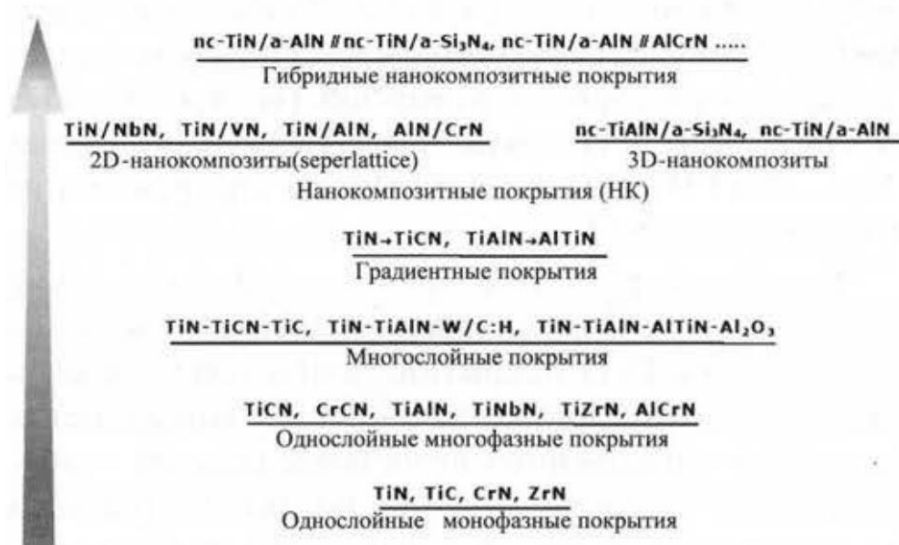 nc-TiN/a-AlN // nc-TiN/a-Si₃N₄, nc-TiN/a-AlN // AlCrN .....
Гибридные нанокомпозитные покрытия
TiN/NbN, TiN/VN, TiN/AlN, AlN/CrN
2D-нанокомпозиты(seperlattice)
nc-TiAlN/a-Si₃N₄, nc-TiN/a-AlN
3D-нанокомпозиты
Нанокомпозитные покрытия (НК)
TiN→TiCN, TiAlN→AlTiN
Градиентные покрытия
TiN-TiCN-TiC, TiN-TiAlN-W/C:H, TiN-TiAlN-AlTiN-Al₂O₃
Многослойные покрытия
TiCN, CrCN, TiAlN, TiNbN, TiZrN, AlCrN
Однослойные многофазные покрытия
TiN, TiC, CrN, ZrN
Однослойные монофазные покрытия